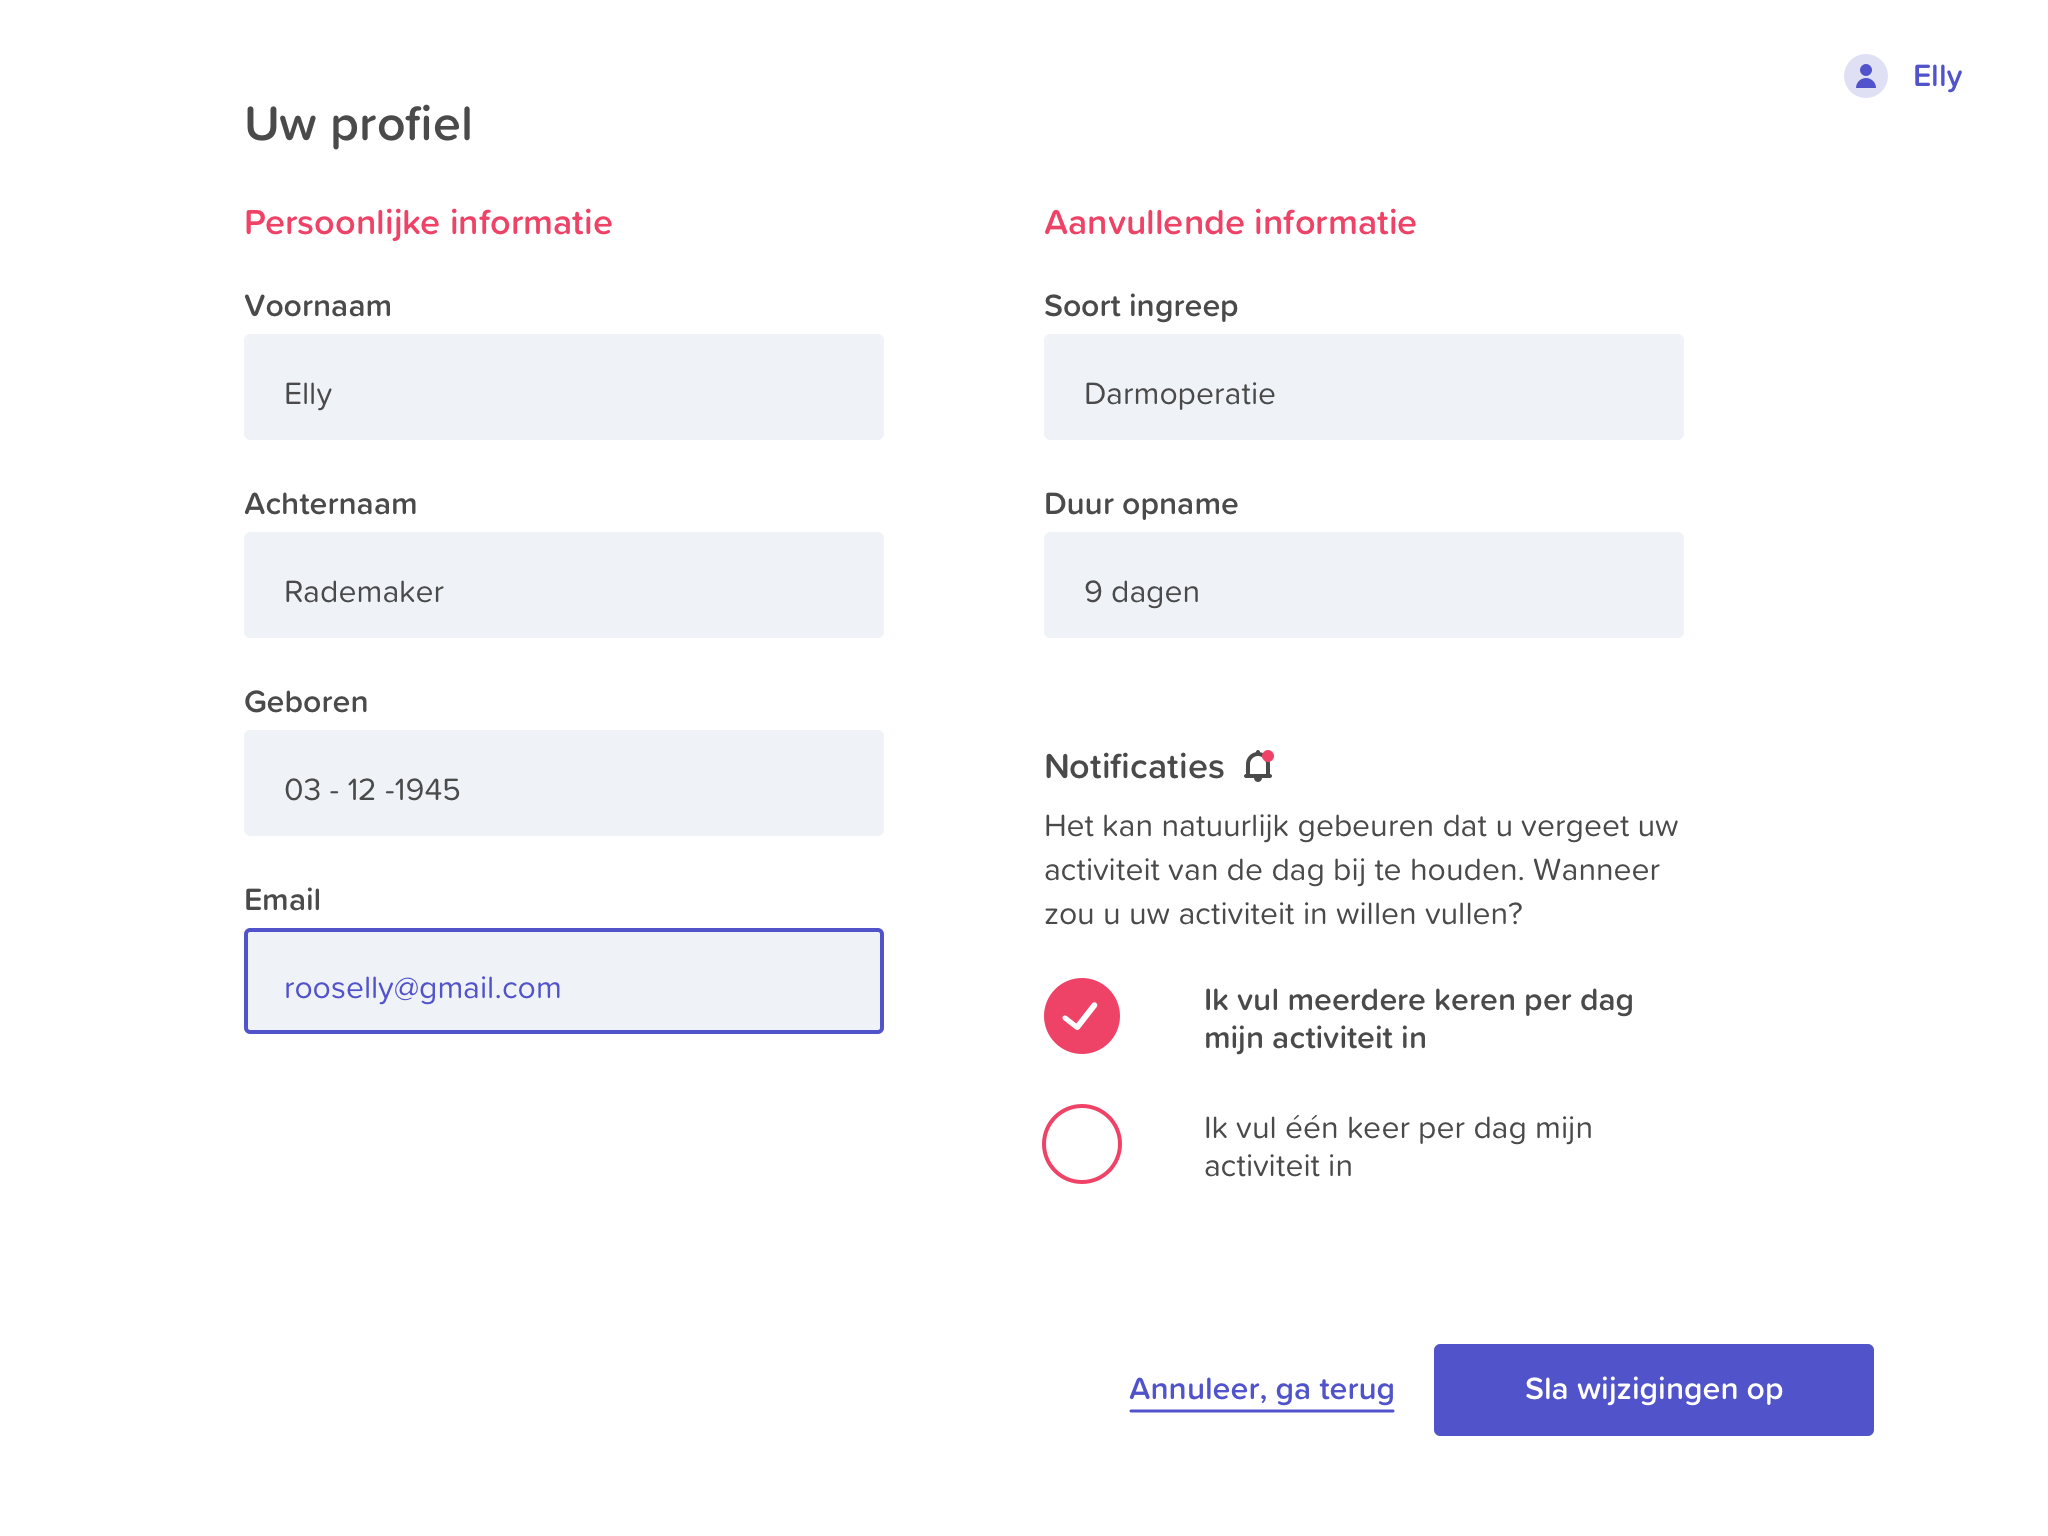 Elly
Uw profiel
Persoonlijke informatie
Voornaam
Elly
Achternaam
Rademaker
Geboren
03 - 12 -1945
Email
rooselly@gmail.com
Aanvullende informatie
Soort ingreep
Darmoperatie
Duur opname
9 dagen
Notificaties
Het kan natuurlijk gebeuren dat u vergeet uw
activiteit van de dag bij te houden. Wanneer
zou u uw activiteit in willen vullen?
Ik vul meerdere keren per dag
mijn activiteit in
Ik vul één keer per dag mijn
activiteit in
Annuleer, ga terug
Sla wijzigingen op